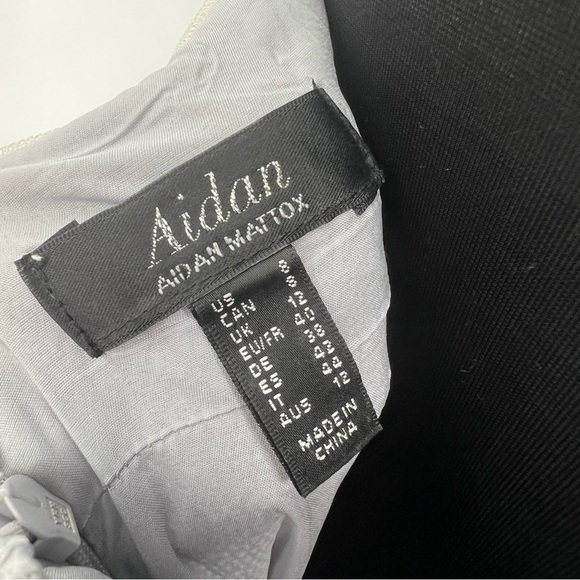 Aidan
AIDAN MATTOX
US 8
CAN 8
UK 12
EU/FR 40
DE 38
ES 42
IT 44
AUS 12
MADE IN
CHINA